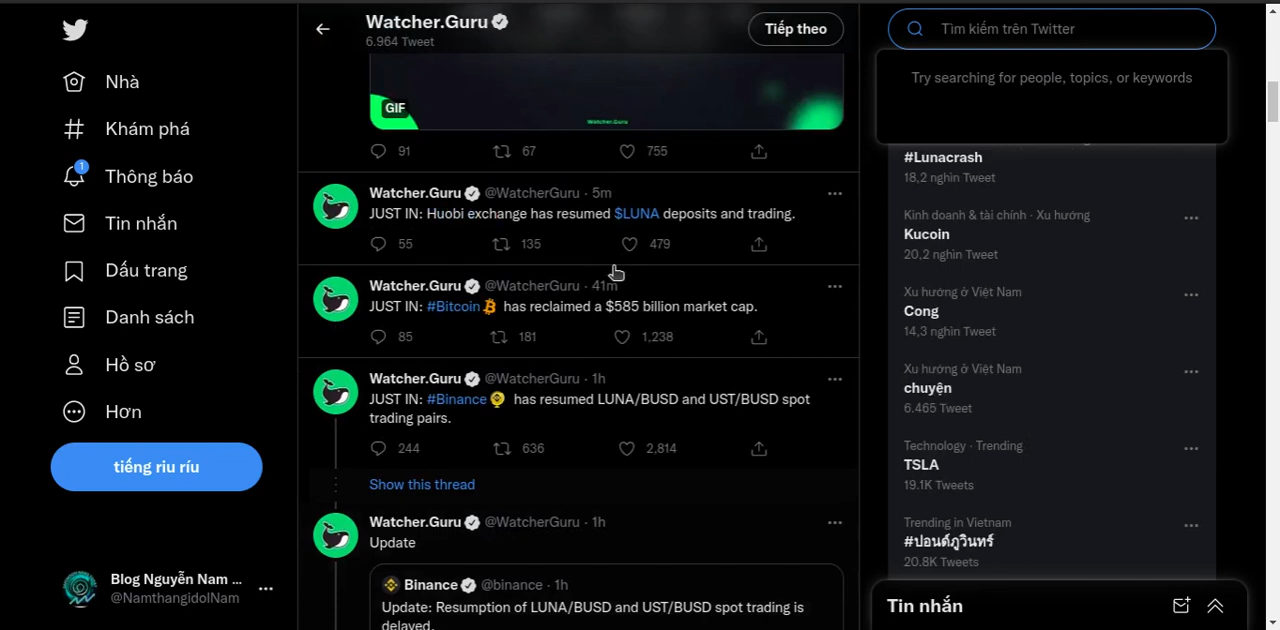 Nhà
Khám phá
1
Thông báo
Tin nhắn
Dấu trang
Danh sách
Hồ sơ
Hơn
tiếng riu ríu
Blog Nguyễn Nam ...
@NamthangidolNam
Watcher.Guru
6.964 Tweet
Tiếp theo
GIF
Watcher.Guru
91 67 755
Watcher.Guru @WatcherGuru · 5m
JUST IN: Huobi exchange has resumed $LUNA deposits and trading.
55 135 479
Watcher.Guru @WatcherGuru · 41m
JUST IN: #Bitcoin has reclaimed a $585 billion market cap.
85 181 1,238
Watcher.Guru @WatcherGuru · 1h
JUST IN: #Binance has resumed LUNA/BUSD and UST/BUSD spot
trading pairs.
244 636 2,814
Show this thread
Watcher.Guru @WatcherGuru · 1h
Update
Binance @binance · 1h
Update: Resumption of LUNA/BUSD and UST/BUSD spot trading is
delayed.
Tìm kiếm trên Twitter
Try searching for people, topics, or keywords
#Lunacrash
18,2 nghìn Tweet
Kinh doanh & tài chính · Xu hướng
Kucoin
20,2 nghìn Tweet
Xu hướng ở Việt Nam
Cong
14,3 nghìn Tweet
Xu hướng ở Việt Nam
chuyện
6.465 Tweet
Technology · Trending
TSLA
19.1K Tweets
Trending in Vietnam
#ปอนด์ภูวินทร์
20.8K Tweets
Tin nhắn